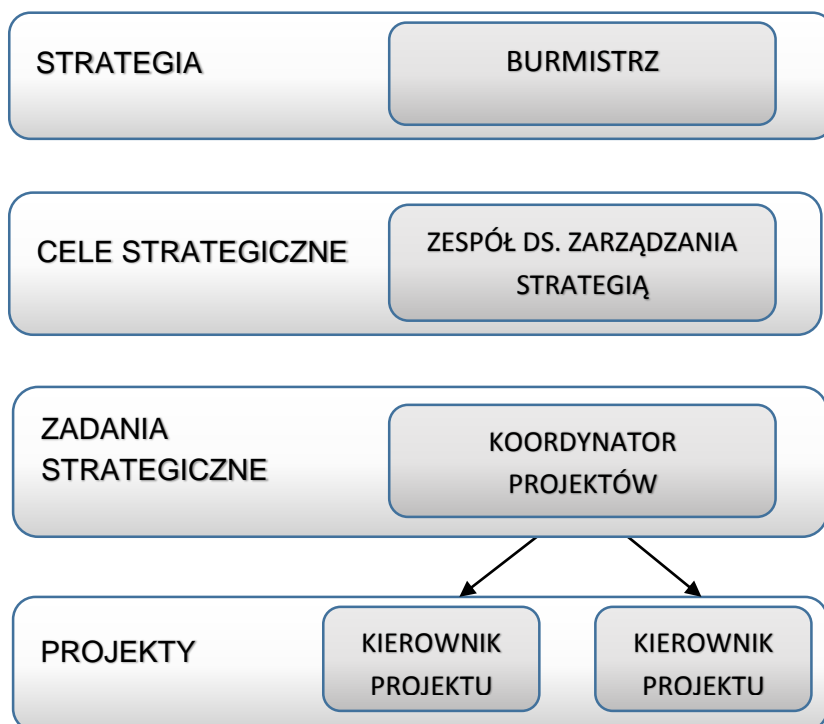 STRATEGIA
BURMISTRZ
CELE STRATEGICZNE
ZESPÓŁ DS. ZARZĄDZANIA
STRATEGIĄ
ZADANIA
STRATEGICZNE
KOORDYNATOR
PROJEKTÓW
PROJEKTY
KIEROWNIK
PROJEKTU
KIEROWNIK
PROJEKTU